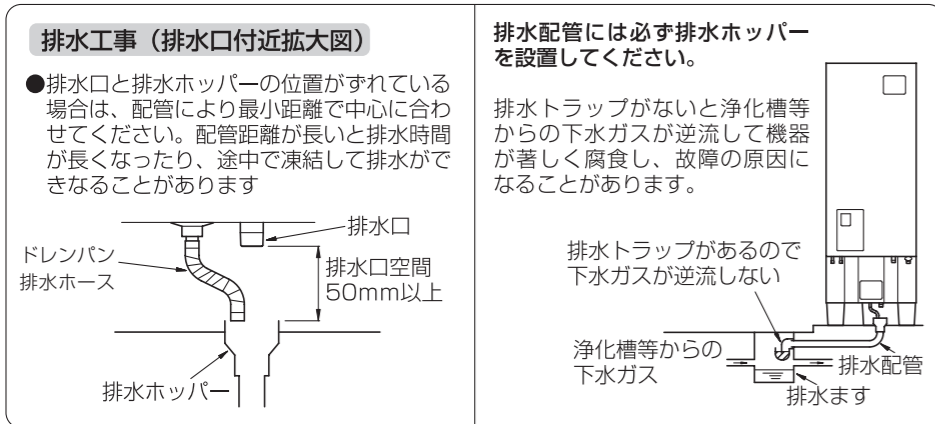 排水工事（排水口付近拡大図）
●排水口と排水ホッパーの位置がずれている
場合は、配管により最小距離で中心に合わ
せてください。配管距離が長いと排水時間
が長くなったり、途中で凍結して排水がで
きなることがあります
排水口
ドレンパン
排水ホース
排水口空間
50mm以上
排水ホッパー
排水配管には必ず排水ホッパー
を設置してください。
排水トラップがないと浄化槽等
からの下水ガスが逆流して機器
が著しく腐食し、故障の原因に
なることがあります。
排水トラップがあるので
下水ガスが逆流しない
浄化槽等からの
下水ガス
排水配管
排水ます